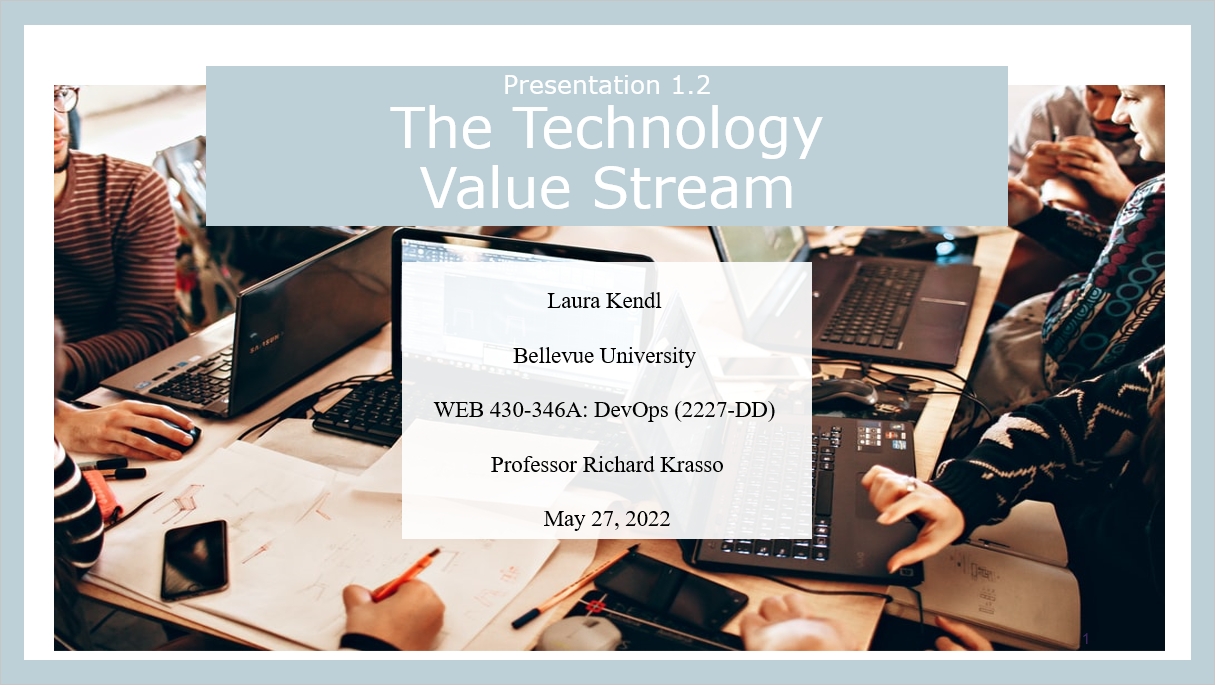 Presentation 1.2
The Technology
Value Stream
Laura Kendl
Bellevue University
WEB 430-346A: DevOps (2227-DD)
Professor Richard Krasso
May 27, 2022
1